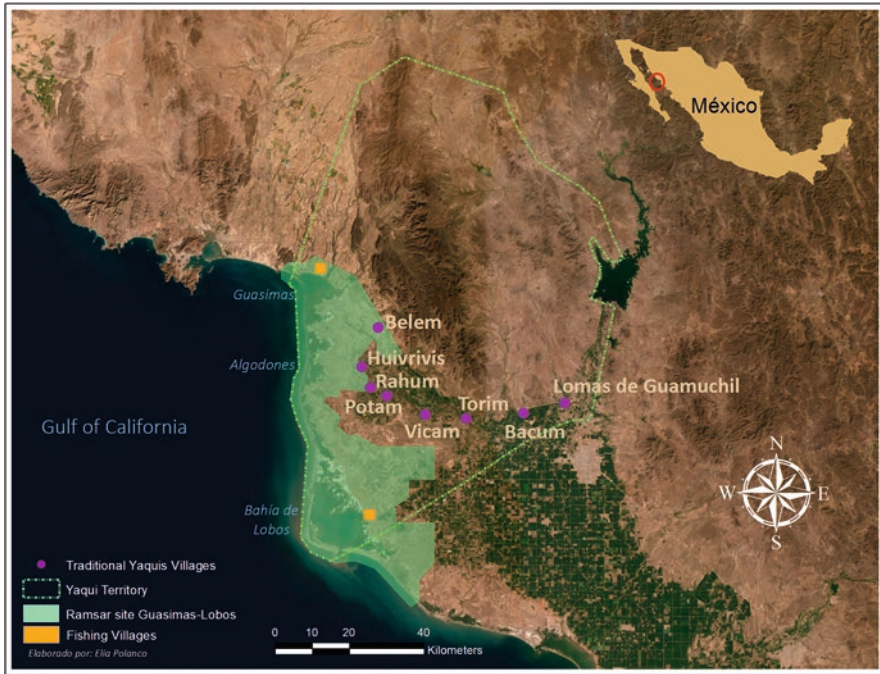 México
Guasimas
Belem
Algodones
Huivrivis
Rahum
Lomas de Guamuchil
Potam
Torim
Vicam
Bacum
Gulf of California
N
W
E
S
Bahía de
Lobos
Traditional Yaquis Villages
Yaqui Territory
Ramsar site Guasimas-Lobos
Fishing Villages
Elaborado por: Elia Polanco
0 10 20 40
Kilometers